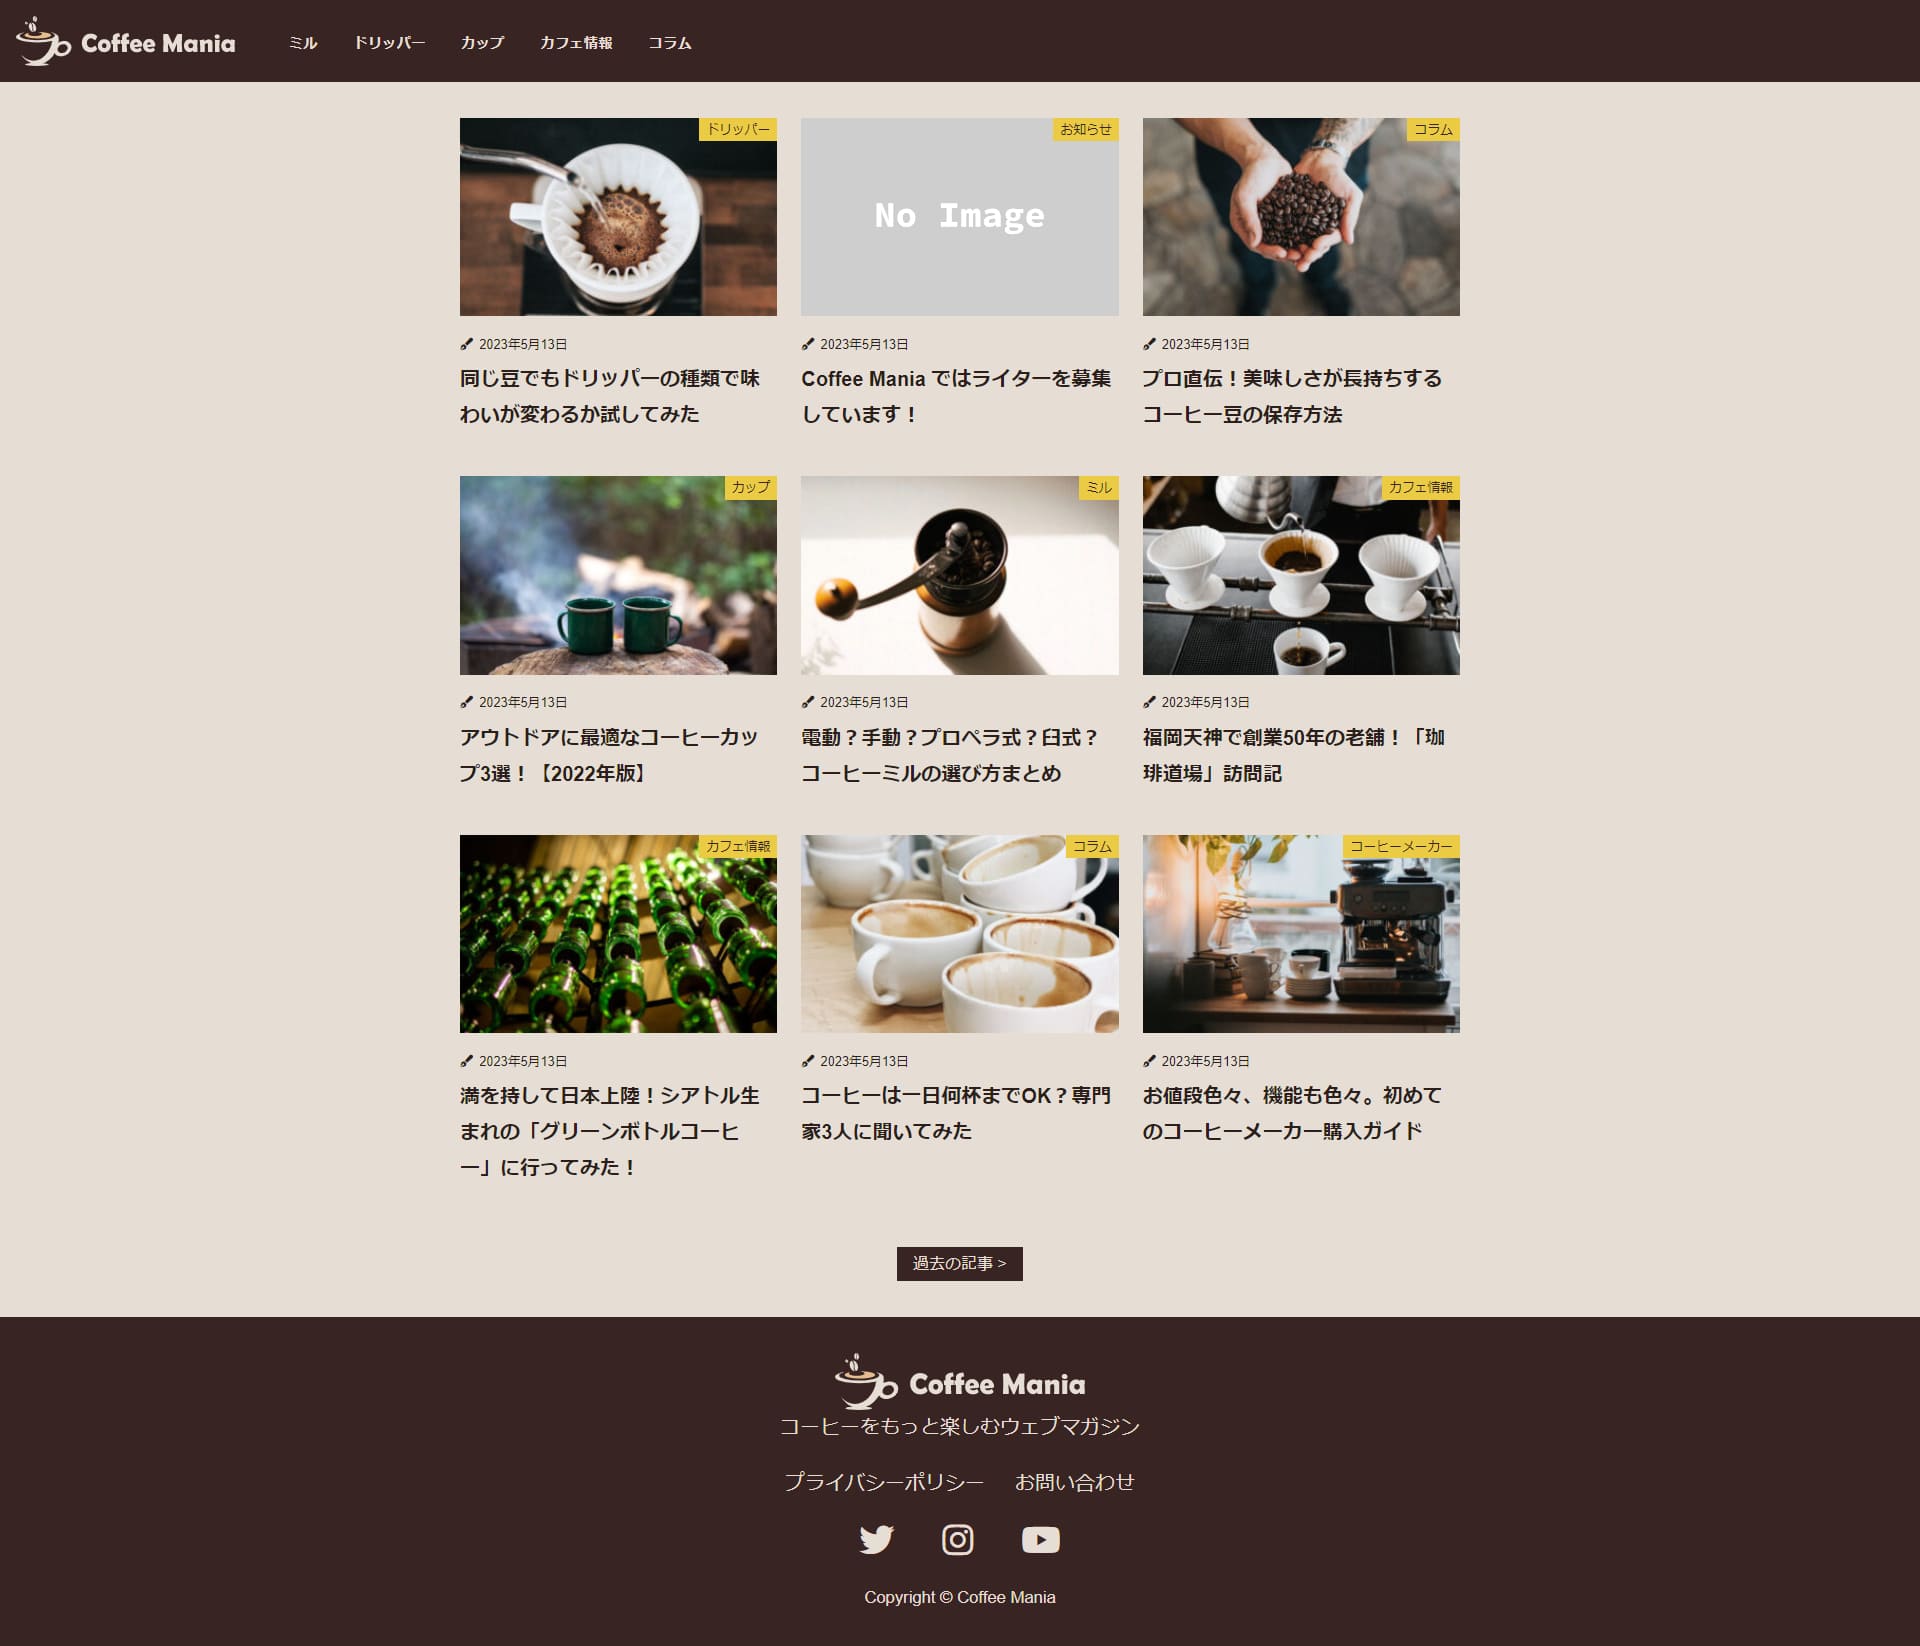 Coffee Mania
ミル
ドリッパー
カップ
カフェ情報
コラム
ドリッパー
2023年5月13日
同じ豆でもドリッパーの種類で味
わいが変わるか試してみた
お知らせ
No Image
2023年5月13日
Coffee Mania ではライターを募集
しています！
コラム
2023年5月13日
プロ直伝！美味しさが長持ちする
コーヒー豆の保存方法
カップ
2023年5月13日
アウトドアに最適なコーヒーカッ
プ3選！【2022年版】
ミル
2023年5月13日
電動？手動？プロペラ式？臼式？
コーヒーミルの選び方まとめ
カフェ情報
2023年5月13日
福岡天神で創業50年の老舗！「珈
琲道場」訪問記
カフェ情報
2023年5月13日
満を持して日本上陸！シアトル生
まれの「グリーンボトルコーヒ
ー」に行ってみた！
コラム
2023年5月13日
コーヒーは一日何杯までOK？専門
家3人に聞いてみた
コーヒーメーカー
2023年5月13日
お値段色々、機能も色々。初めて
のコーヒーメーカー購入ガイド
過去の記事 >
Coffee Mania
コーヒーをもっと楽しむウェブマガジン
プライバシーポリシー
お問い合わせ
Copyright © Coffee Mania